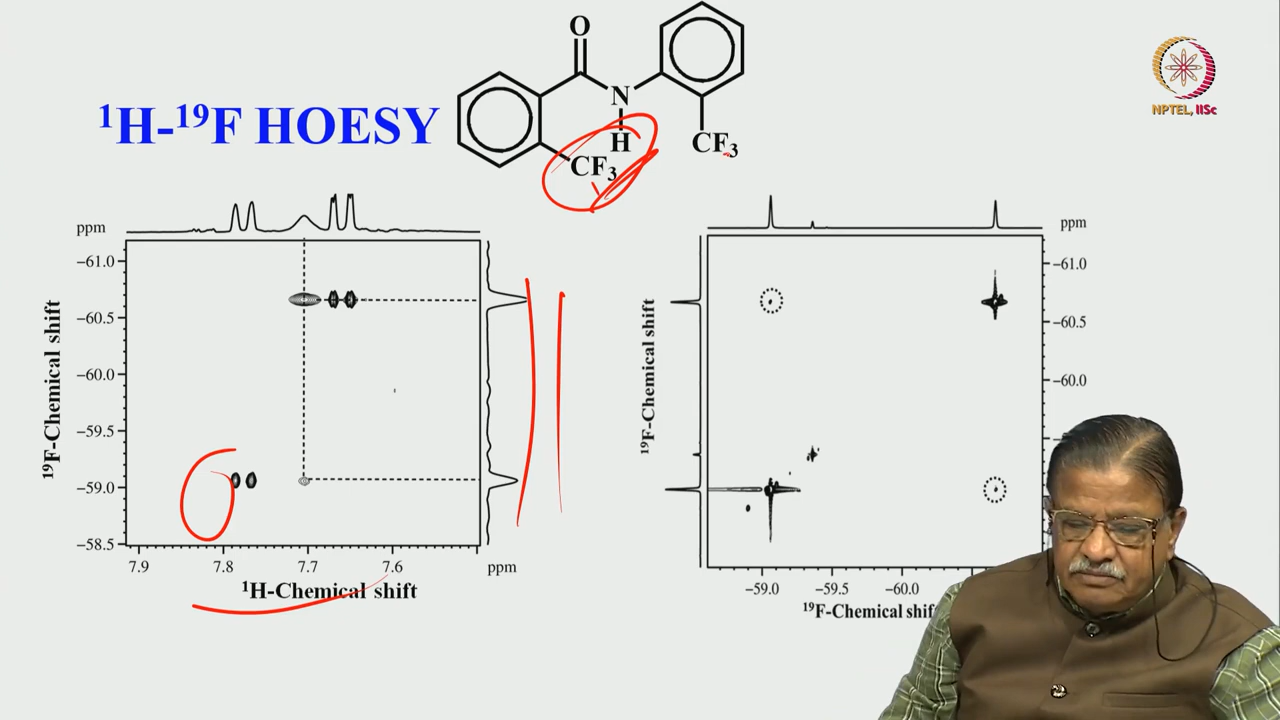 ¹H-¹⁹F HOESY
O
N
H
CF₃
CF₃
NPTEL, IISc
ppm
−61.0
−60.5
−60.0
−59.5
−59.0
−58.5
¹⁹F-Chemical shift
7.9
7.8
7.7
7.6
ppm
¹H-Chemical shift
ppm
−61.0
−60.5
−60.0
¹⁹F-Chemical shift
−59.0
−59.5
−60.0
¹⁹F-Chemical shif